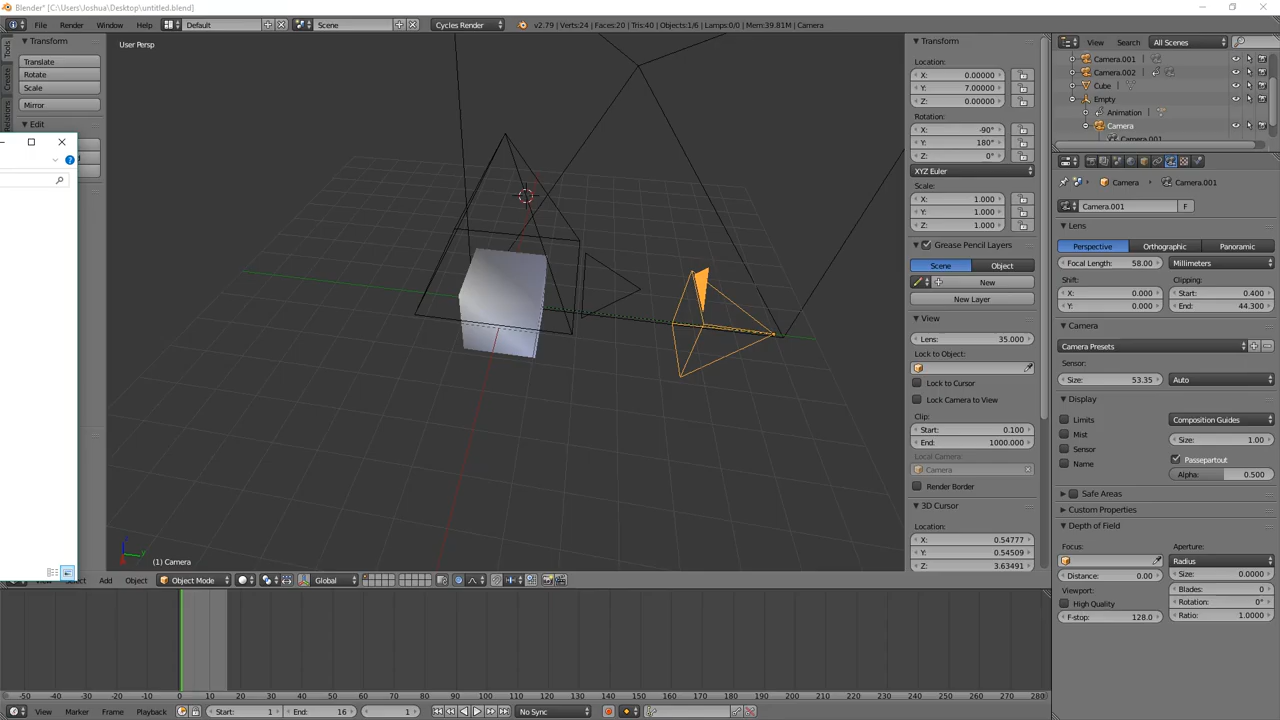 Blender* [C:\Users\Joshua\Desktop\untitled.blend]
File Render Window Help Default Scene Cycles Render v2.79 | Verts:24 | Faces:20 | Tris:40 | Objects:1/6 | Lamps:0/0 | Mem:39.81M | Camera
Tools
Create
Relations
Transform
Translate
Rotate
Scale
Mirror
Edit
User Persp
(1) Camera
Transform
Location:
X: 0.00000
Y: 7.00000
Z: 0.00000
Rotation:
X: -90°
Y: 180°
Z: 0°
XYZ Euler
Scale:
X: 1.000
Y: 1.000
Z: 1.000
Grease Pencil Layers
Scene Object
New
New Layer
View
Lens: 35.000
Lock to Object:
Lock to Cursor
Lock Camera to View
Clip:
Start: 0.100
End: 1000.000
Local Camera:
Camera
Render Border
3D Cursor
Location:
X: 0.54777
Y: 0.54509
Z: 3.63491
View Search All Scenes
Camera.001
Camera.002
Cube
Empty
Animation
Camera
Camera.001
Camera Camera.001
Camera.001 F
Lens
Perspective Orthographic Panoramic
Focal Length: 58.00 Millimeters
Shift: Clipping:
X: 0.000 Start: 0.400
Y: 0.000 End: 44.300
Camera
Camera Presets
Sensor:
Size: 53.35 Auto
Display
Limits Composition Guides
Mist Size: 1.00
Sensor Passepartout
Name Alpha: 0.500
Safe Areas
Custom Properties
Depth of Field
Focus: Aperture:
Radius
Distance: 0.00 Size: 0.0000
Viewport: Blades: 0
High Quality Rotation: 0°
F-stop: 128.0 Ratio: 1.0000
Select Add Object Object Mode Global
-50 -40 -30 -20 -10 0 10 20 30 40 50 60 70 80 90 100 110 120 130 140 150 160 170 180 190 200 210 220 230 240 250 260 270 280
View Marker Frame Playback Start: 1 End: 16 1 No Sync